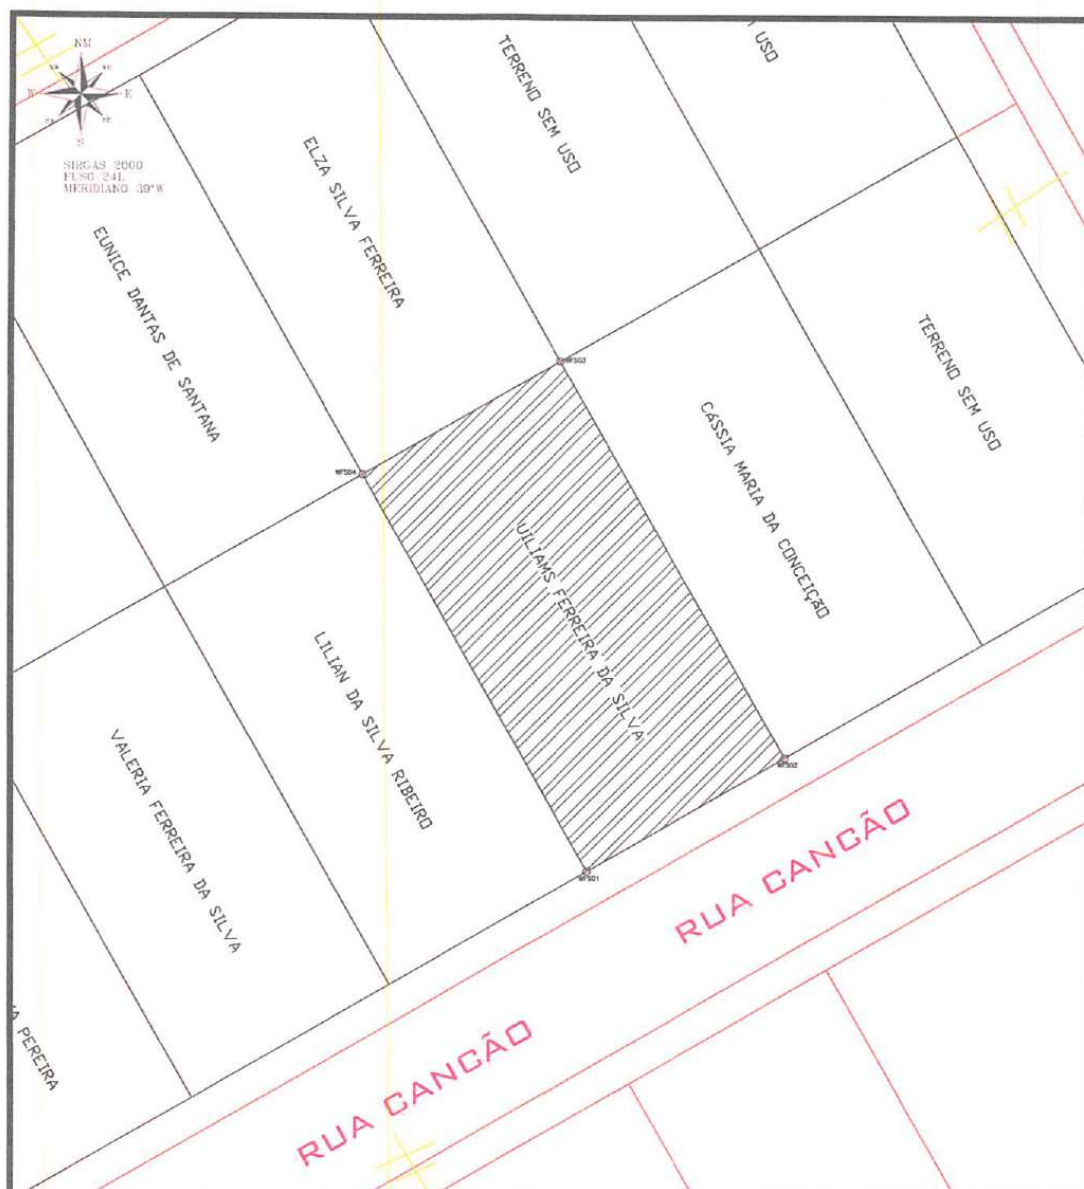 NM
E
S
SIRGAS 2000
FUSO 24L
MERIDIANO 39°W
TERRENO SEM USO
USO
ELZA SILVA FERREIRA
EUNICE DANTAS DE SANTANA
TERRENO SEM USO
CÁSSIA MARIA DA CONCEIÇÃO
UILIAMS FERREIRA DA SILVA
LILIAN DA SILVA RIBEIRO
VALERIA FERREIRA DA SILVA
PEREIRA
RUA CANCÃO
RUA CANCÃO